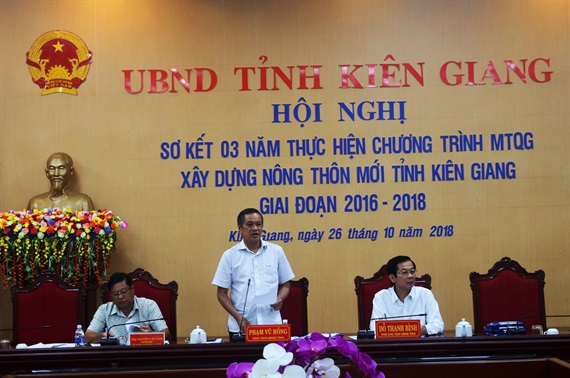 UBND TỈNH KIÊN GIANG
HỘI NGHỊ
SƠ KẾT 03 NĂM THỰC HIỆN CHƯƠNG TRÌNH MTQG
XÂY DỰNG NÔNG THÔN MỚI TỈNH KIÊN GIANG
GIAI ĐOẠN 2016 - 2018
Giang, ngày 26 tháng 10 năm 2018
PHẠM VŨ HỒNG
ĐỖ THANH BÌNH